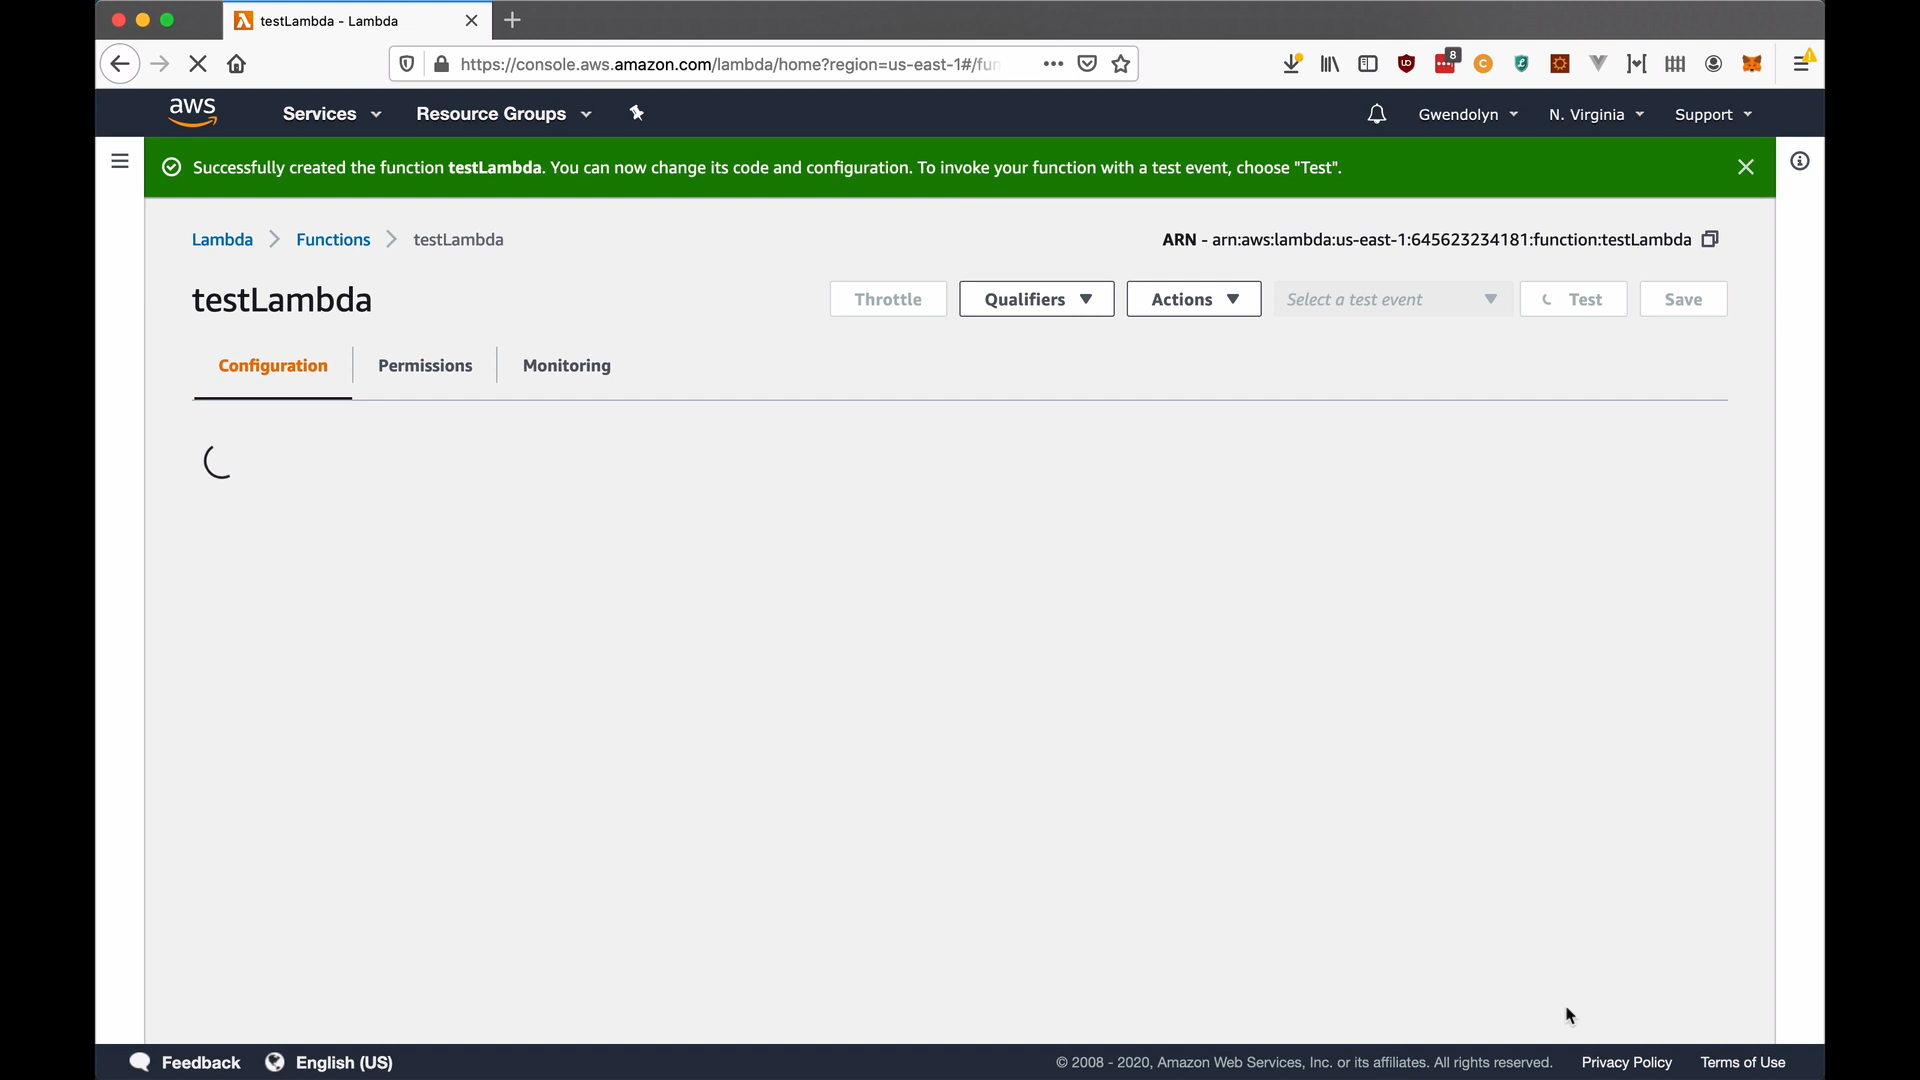 testLambda - Lambda
https://console.aws.amazon.com/lambda/home?region=us-east-1#/fun
8
aws
Services
Resource Groups
Gwendolyn
N. Virginia
Support
Successfully created the function testLambda. You can now change its code and configuration. To invoke your function with a test event, choose "Test".
Lambda
Functions
testLambda
ARN - arn:aws:lambda:us-east-1:645623234181:function:testLambda
testLambda
Throttle
Qualifiers
Actions
Select a test event
Test
Save
Configuration
Permissions
Monitoring
Feedback
English (US)
© 2008 - 2020, Amazon Web Services, Inc. or its affiliates. All rights reserved.
Privacy Policy
Terms of Use